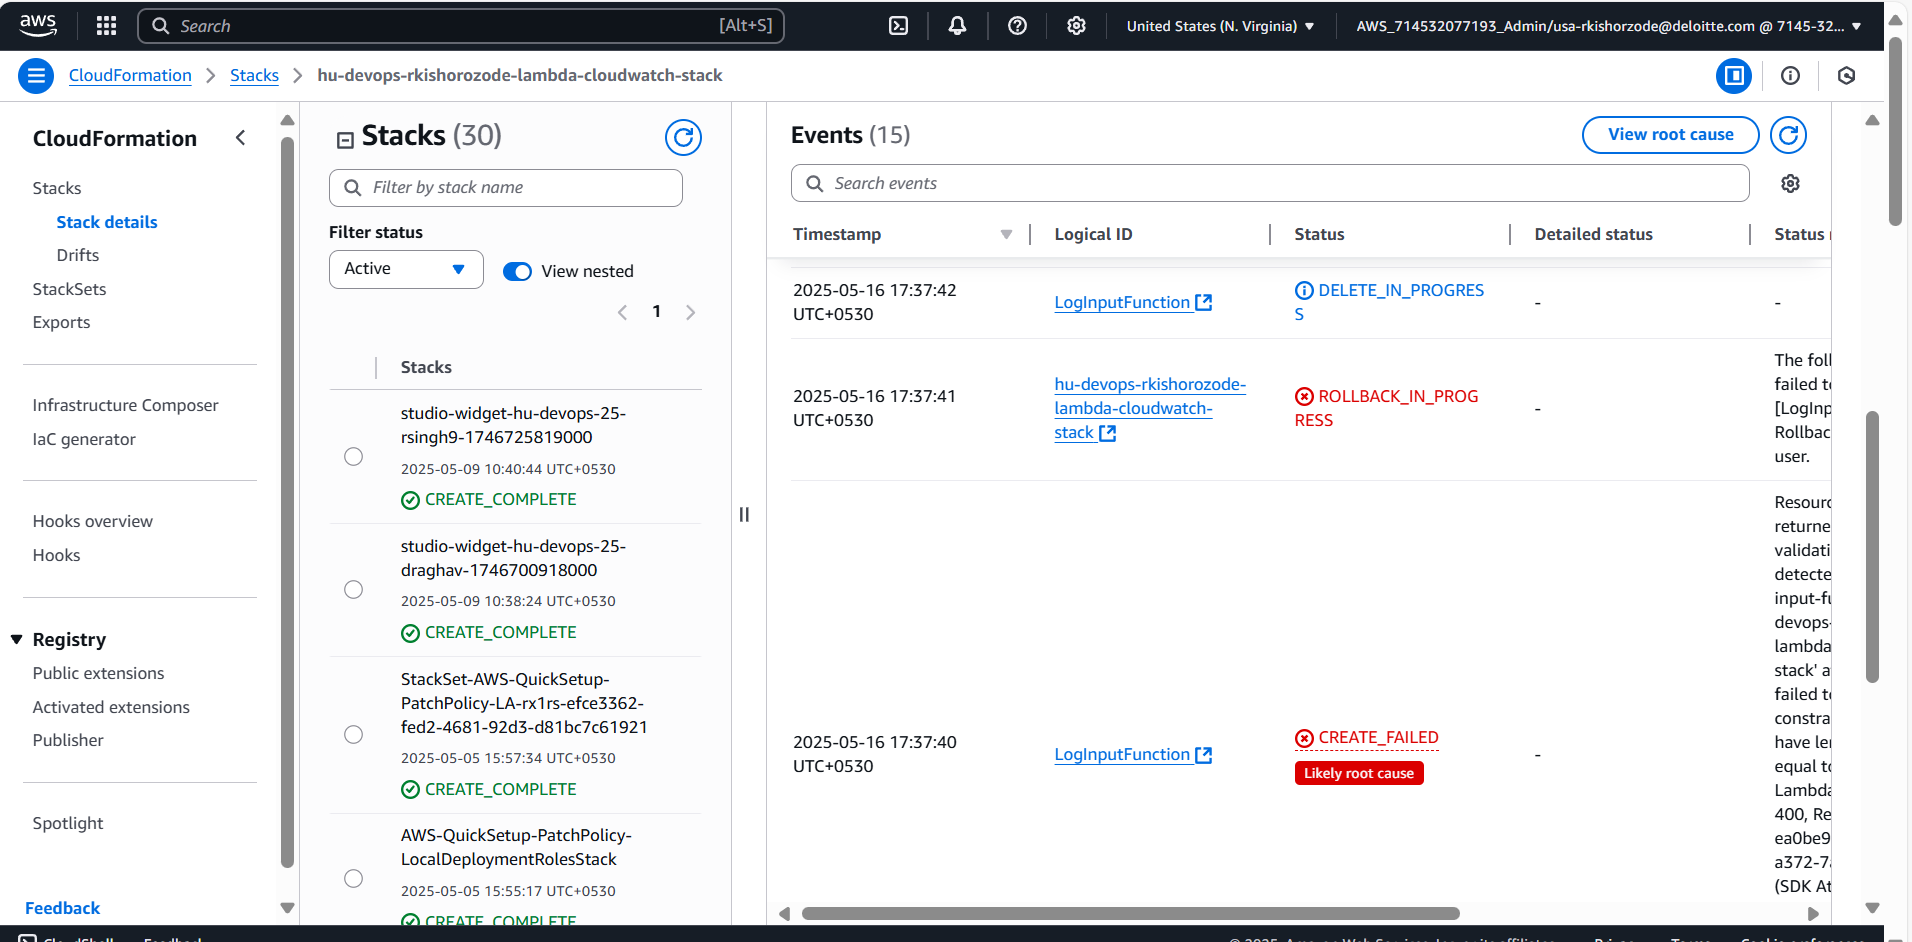 aws
Search
[Alt+S]
United States (N. Virginia)
AWS_714532077193_Admin/usa-rkishorzode@deloitte.com @ 7145-32...
CloudFormation
Stacks
hu-devops-rkishorozode-lambda-cloudwatch-stack
CloudFormation
Stacks
Stack details
Drifts
StackSets
Exports
Infrastructure Composer
IaC generator
Hooks overview
Hooks
Registry
Public extensions
Activated extensions
Publisher
Spotlight
Feedback
Stacks (30)
Filter by stack name
Filter status
Active
View nested
1
Stacks
studio-widget-hu-devops-25-
rsingh9-1746725819000
2025-05-09 10:40:44 UTC+0530
CREATE_COMPLETE
studio-widget-hu-devops-25-
draghav-1746700918000
2025-05-09 10:38:24 UTC+0530
CREATE_COMPLETE
StackSet-AWS-QuickSetup-
PatchPolicy-LA-rx1rs-efce3362-
fed2-4681-92d3-d81bc7c61921
2025-05-05 15:57:34 UTC+0530
CREATE_COMPLETE
AWS-QuickSetup-PatchPolicy-
LocalDeploymentRolesStack
2025-05-05 15:55:17 UTC+0530
CREATE_COMPLETE
Events (15)
View root cause
Search events
Timestamp
Logical ID
Status
Detailed status
Status
2025-05-16 17:37:42
UTC+0530
LogInputFunction
DELETE_IN_PROGRES
S
-
-
2025-05-16 17:37:41
UTC+0530
hu-devops-rkishorozode-
lambda-cloudwatch-
stack
ROLLBACK_IN_PROG
RESS
-
The foll
failed to
[LogInp
Rollbac
user.
2025-05-16 17:37:40
UTC+0530
LogInputFunction
CREATE_FAILED
Likely root cause
-
Resourc
returne
validati
detecte
input-fu
devops-
lambda
stack' a
failed to
constra
have len
equal to
Lambda
400, Re
ea0be9
a372-7a
(SDK At
CloudShell
Feedback